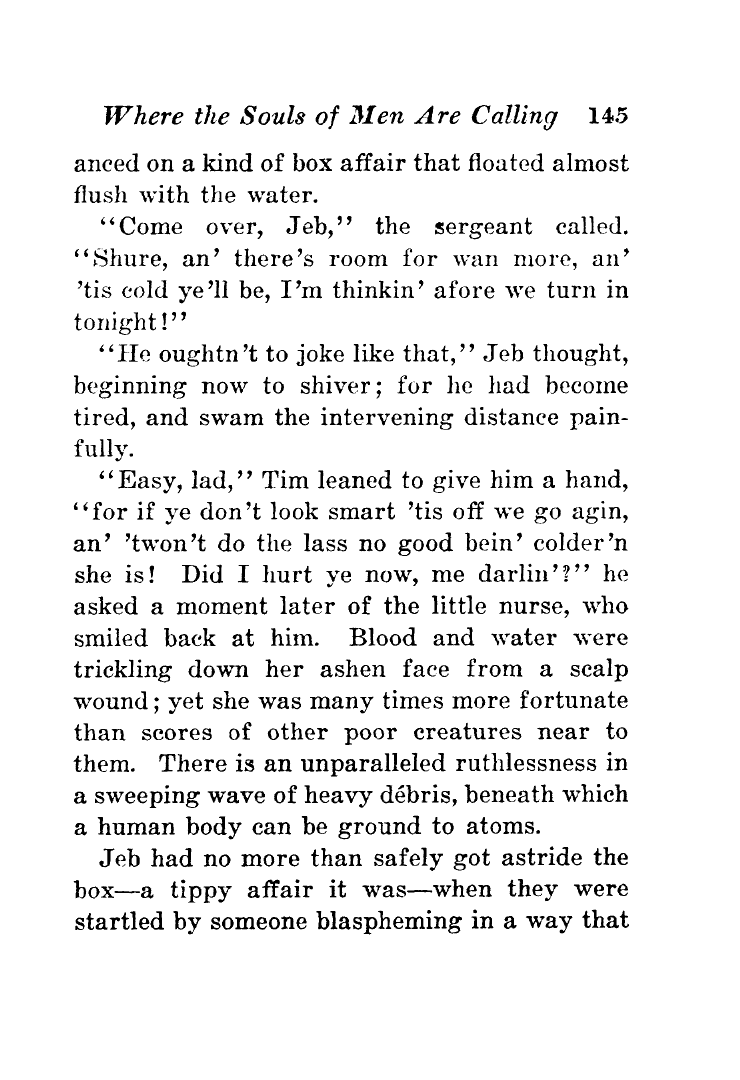 Where the Souls of Men Are Calling 145
anced on a kind of box affair that floated almost
flush with the water.
“Come over, Jeb,” the sergeant called.
“Shure, an’ there’s room for wan more, an’
’tis cold ye’ll be, I’m thinkin’ afore we turn in
tonight!”
“He oughtn’t to joke like that,” Jeb thought,
beginning now to shiver; for he had become
tired, and swam the intervening distance pain-
fully.
“Easy, lad,” Tim leaned to give him a hand,
“for if ye don’t look smart ’tis off we go agin,
an’ ’twon’t do the lass no good bein’ colder’n
she is! Did I hurt ye now, me darlin’?” he
asked a moment later of the little nurse, who
smiled back at him. Blood and water were
trickling down her ashen face from a scalp
wound; yet she was many times more fortunate
than scores of other poor creatures near to
them. There is an unparalleled ruthlessness in
a sweeping wave of heavy débris, beneath which
a human body can be ground to atoms.
Jeb had no more than safely got astride the
box—a tippy affair it was—when they were
startled by someone blaspheming in a way that